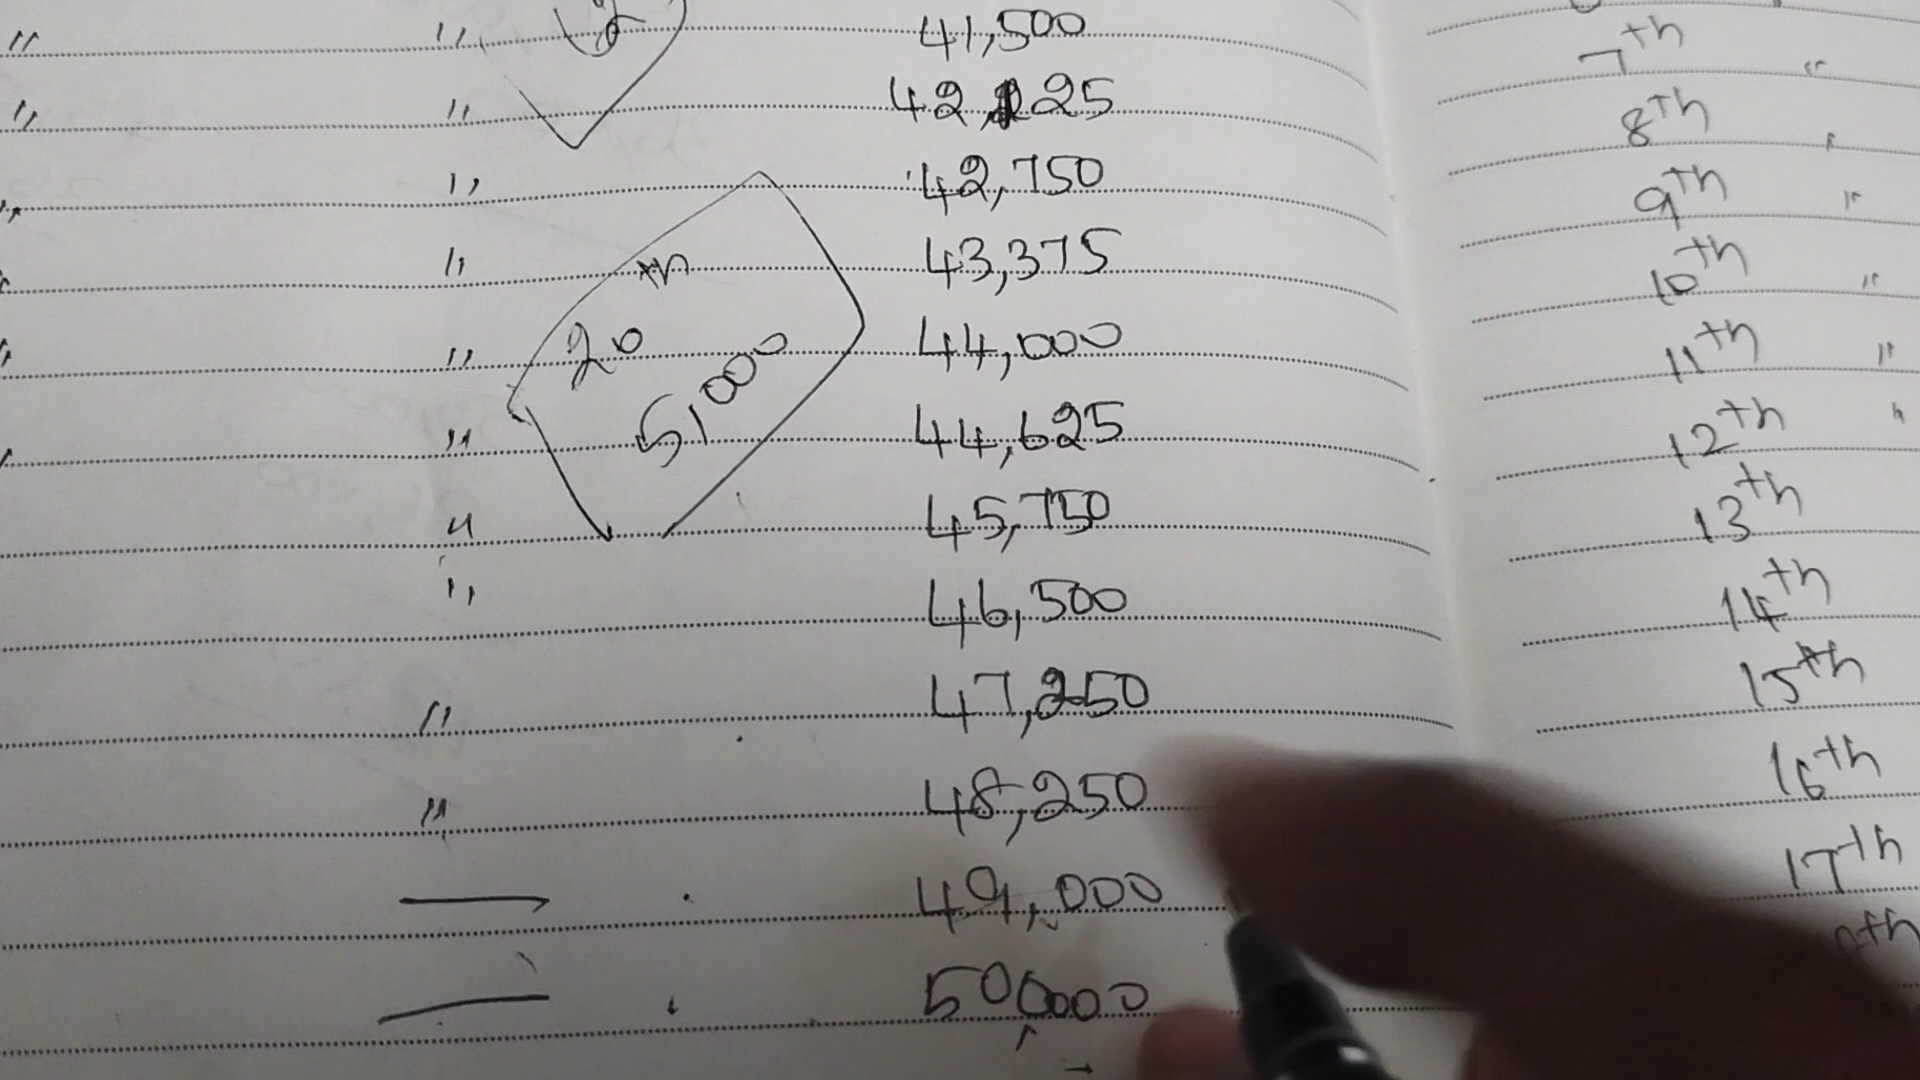 " " 41,500
" " 42,125
" " 42,750
" " 43,375
" " 44,000
" " 44,625
" 45,750
" 46,500
" 47,250
" 48,250
49,000
50,000
20th
51000
7th "
8th "
9th "
10th "
11th "
12th "
13th
14th
15th
16th
17th